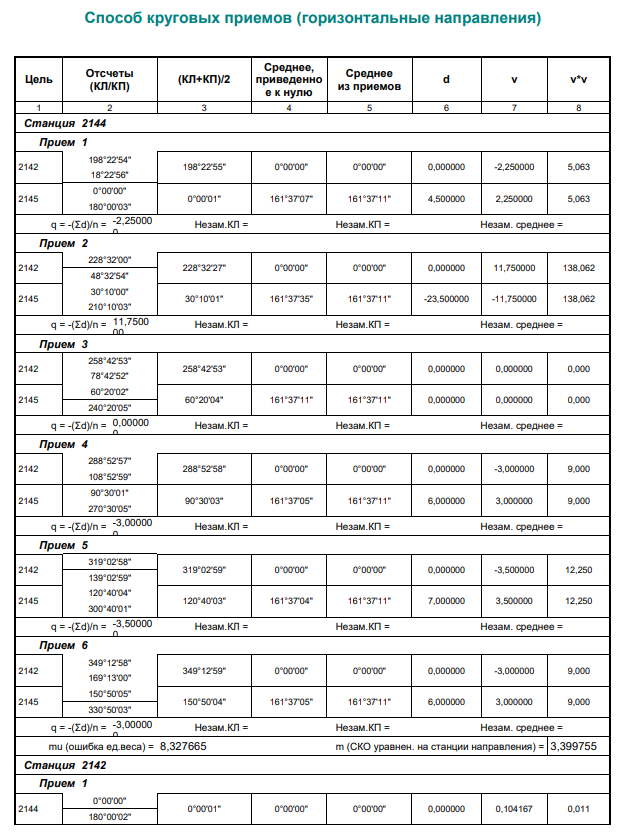 Способ круговых приемов (горизонтальные направления)
Цель | Отсчеты (КЛ/КП) | (КЛ+КП)/2 | Среднее, приведенно е к нулю | Среднее из приемов | d | v | v*v
1 | 2 | 3 | 4 | 5 | 6 | 7 | 8
Станция 2144
Прием 1
2142 | 198°22'54" 18°22'56" | 198°22'55" | 0°00'00" | 0°00'00" | 0,000000 | -2,250000 | 5,063
2145 | 0°00'00" 180°00'03" | 0°00'01" | 161°37'07" | 161°37'11" | 4,500000 | 2,250000 | 5,063
q = -(Σd)/n = -2,25000 0 Незам.КЛ = Незам.КП = Незам. среднее =
Прием 2
2142 | 228°32'00" 48°32'54" | 228°32'27" | 0°00'00" | 0°00'00" | 0,000000 | 11,750000 | 138,062
2145 | 30°10'00" 210°10'03" | 30°10'01" | 161°37'35" | 161°37'11" | -23,500000 | -11,750000 | 138,062
q = -(Σd)/n = 11,7500 00 Незам.КЛ = Незам.КП = Незам. среднее =
Прием 3
2142 | 258°42'53" 78°42'52" | 258°42'53" | 0°00'00" | 0°00'00" | 0,000000 | 0,000000 | 0,000
2145 | 60°20'02" 240°20'05" | 60°20'04" | 161°37'11" | 161°37'11" | 0,000000 | 0,000000 | 0,000
q = -(Σd)/n = 0,00000 0 Незам.КЛ = Незам.КП = Незам. среднее =
Прием 4
2142 | 288°52'57" 108°52'59" | 288°52'58" | 0°00'00" | 0°00'00" | 0,000000 | -3,000000 | 9,000
2145 | 90°30'01" 270°30'05" | 90°30'03" | 161°37'05" | 161°37'11" | 6,000000 | 3,000000 | 9,000
q = -(Σd)/n = -3,00000 0 Незам.КЛ = Незам.КП = Незам. среднее =
Прием 5
2142 | 319°02'58" 139°02'59" | 319°02'59" | 0°00'00" | 0°00'00" | 0,000000 | -3,500000 | 12,250
2145 | 120°40'04" 300°40'01" | 120°40'03" | 161°37'04" | 161°37'11" | 7,000000 | 3,500000 | 12,250
q = -(Σd)/n = -3,50000 0 Незам.КЛ = Незам.КП = Незам. среднее =
Прием 6
2142 | 349°12'58" 169°13'00" | 349°12'59" | 0°00'00" | 0°00'00" | 0,000000 | -3,000000 | 9,000
2145 | 150°50'05" 330°50'03" | 150°50'04" | 161°37'05" | 161°37'11" | 6,000000 | 3,000000 | 9,000
q = -(Σd)/n = -3,00000 0 Незам.КЛ = Незам.КП = Незам. среднее =
mu (ошибка ед.веса) = 8,327665 m (СКО уравнен. на станции направления) = 3,399755
Станция 2142
Прием 1
2144 | 0°00'00" 180°00'02" | 0°00'01" | 0°00'00" | 0°00'00" | 0,000000 | 0,104167 | 0,011